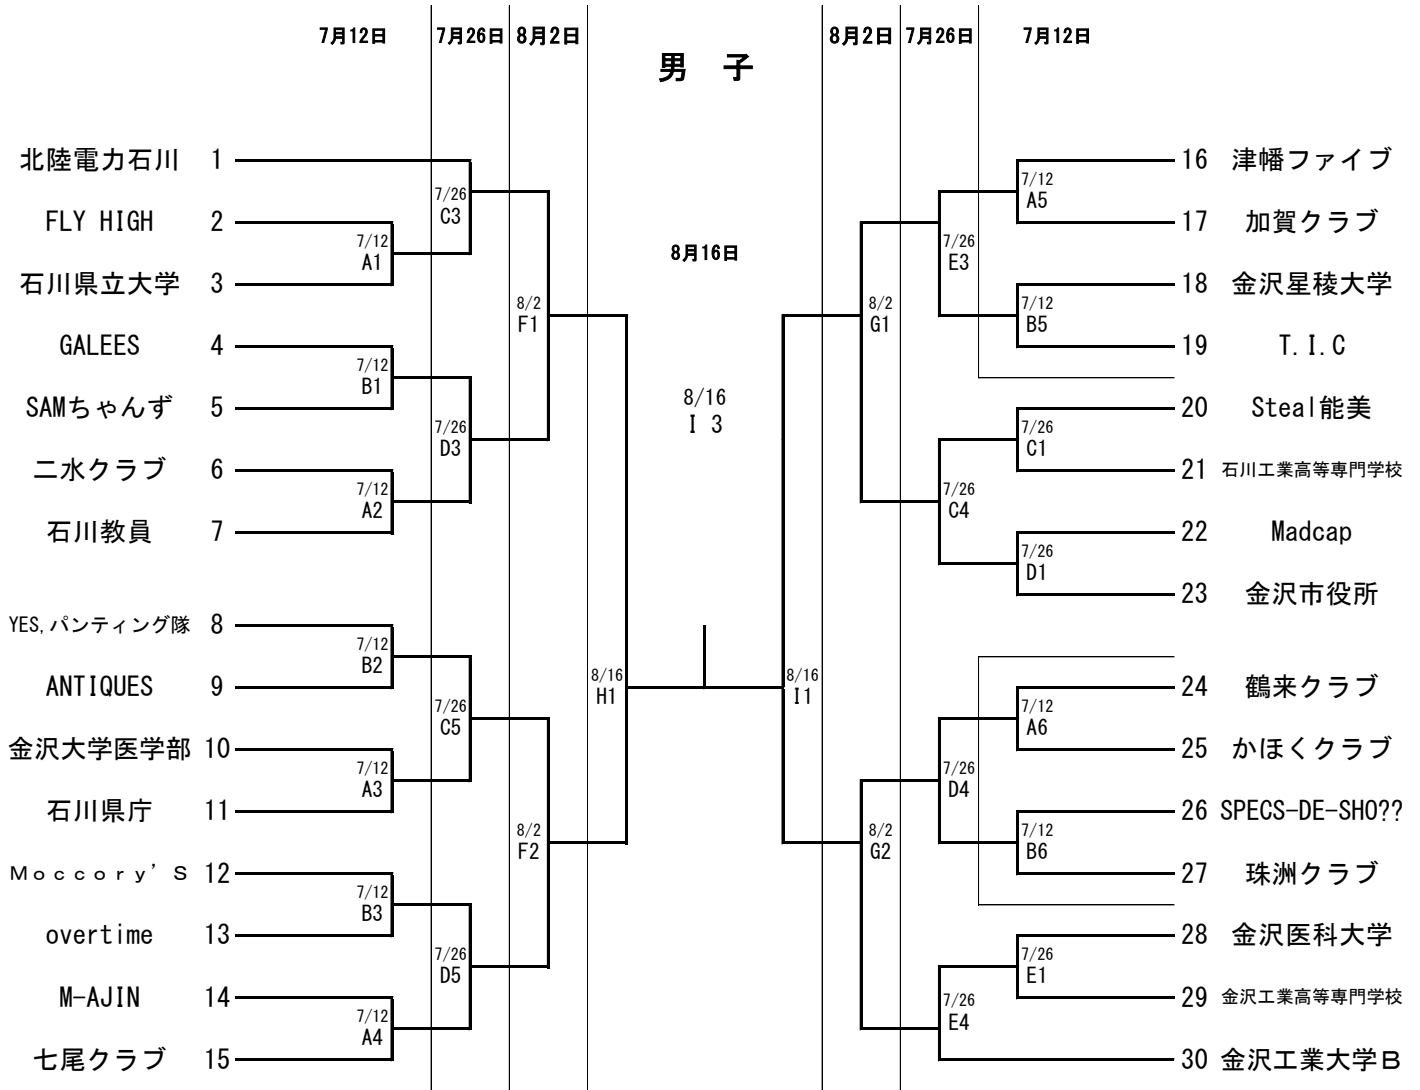 7月12日 7月26日 8月2日 8月2日 7月26日 7月12日
男　子
北陸電力石川 1
FLY HIGH 2
石川県立大学 3
GALEES 4
SAMちゃんず 5
二水クラブ 6
石川教員 7
YES,パンティング隊 8
ANTIQUES 9
金沢大学医学部 10
石川県庁 11
Ｍｏｃｃｏｒｙ’Ｓ 12
overtime 13
M-AJIN 14
七尾クラブ 15
7/12
A1
7/12
B1
7/12
A2
7/12
B2
7/12
A3
7/12
B3
7/12
A4
7/26
C3
7/26
D3
7/26
C5
7/26
D5
8/2
F1
8/2
F2
8/16
H1
8月16日
8/16
I 3
8/16
I1
8/2
G1
8/2
G2
7/26
E3
7/26
C4
7/26
D4
7/26
E4
7/12
A5
7/12
B5
7/26
C1
7/26
D1
7/12
A6
7/12
B6
7/26
E1
16 津幡ファイブ
17 加賀クラブ
18 金沢星稜大学
19 T.I.C
20 Steal能美
21 石川工業高等専門学校
22 Madcap
23 金沢市役所
24 鶴来クラブ
25 かほくクラブ
26 SPECS-DE-SHO??
27 珠洲クラブ
28 金沢医科大学
29 金沢工業高等専門学校
30 金沢工業大学Ｂ